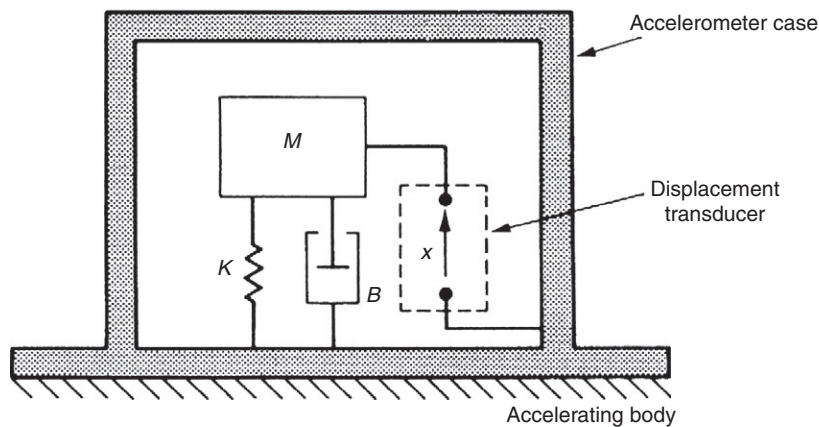 Accelerometer case
M
Displacement
transducer
K
B
x
Accelerating body